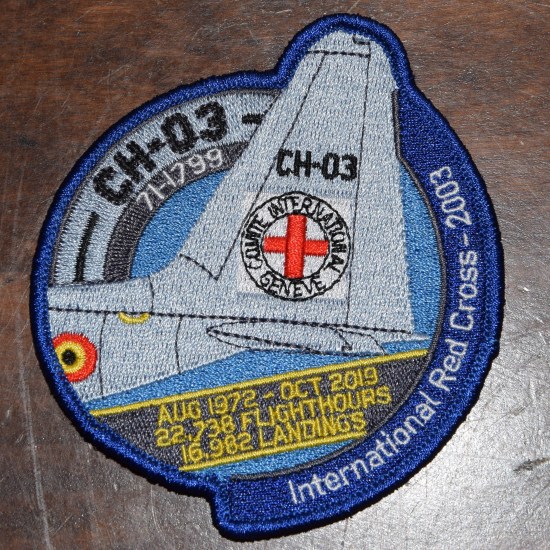 CH-03 -
71-1799
CH-03
COMITE INTERNATIONAL
GENEVE
AUG 1972 - OCT 2019
22.738 FLIGHTHOURS
16.982 LANDINGS
International Red Cross - 2003